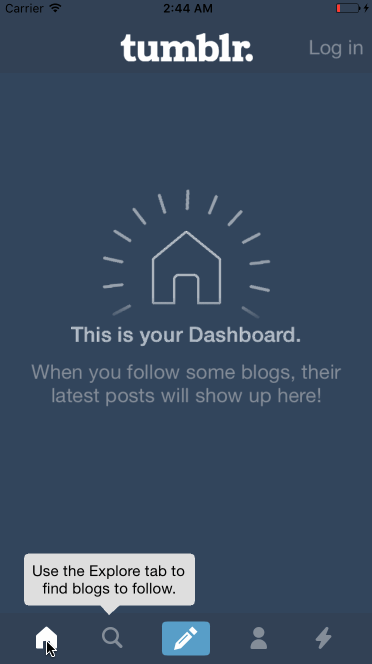 Carrier 2:44 AM
tumblr.
Log in
This is your Dashboard.
When you follow some blogs, their
latest posts will show up here!
Use the Explore tab to
find blogs to follow.